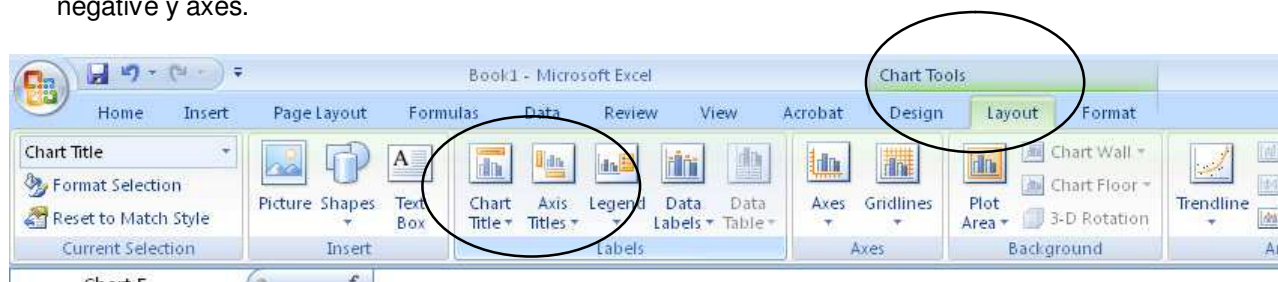 negative y axes.
Book1 - Microsoft Excel
Chart Tools
Home Insert Page Layout Formulas Data Review View Acrobat Design Layout Format
Chart Title
Format Selection
Reset to Match Style
Current Selection
Picture Shapes Text Box
Insert
Chart Title Axis Titles Legend Data Labels Data Table
Labels
Axes Gridlines
Axes
Plot Area
Chart Wall
Chart Floor
3-D Rotation
Background
Trendline